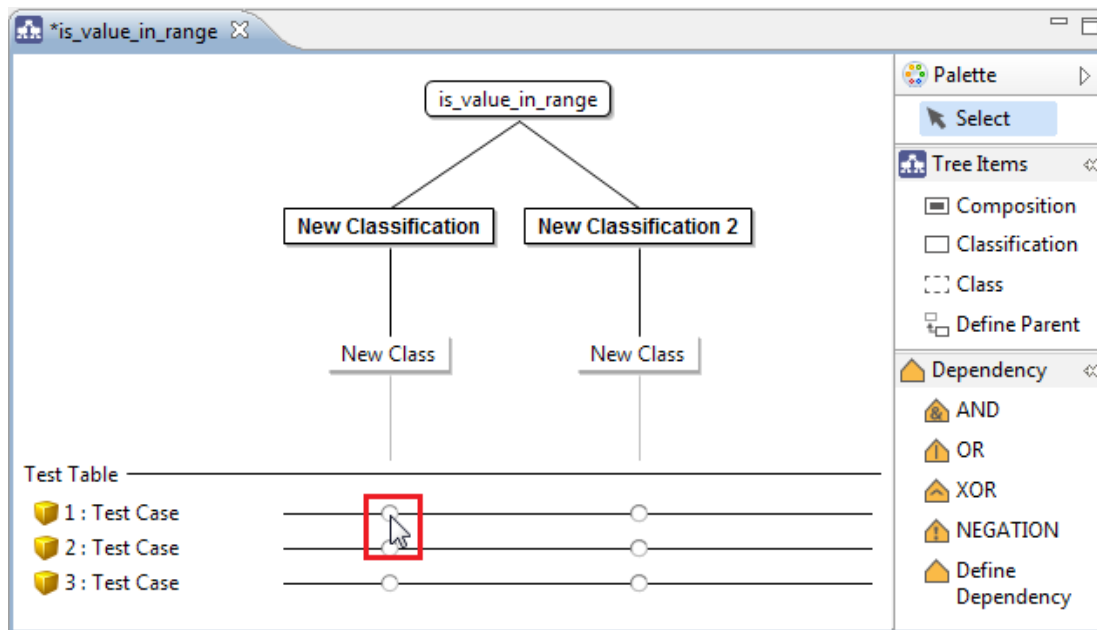 *is_value_in_range
is_value_in_range
New Classification
New Classification 2
New Class
New Class
Test Table
1 : Test Case
2 : Test Case
3 : Test Case
Palette
Select
Tree Items
Composition
Classification
Class
Define Parent
Dependency
AND
OR
XOR
NEGATION
Define
Dependency